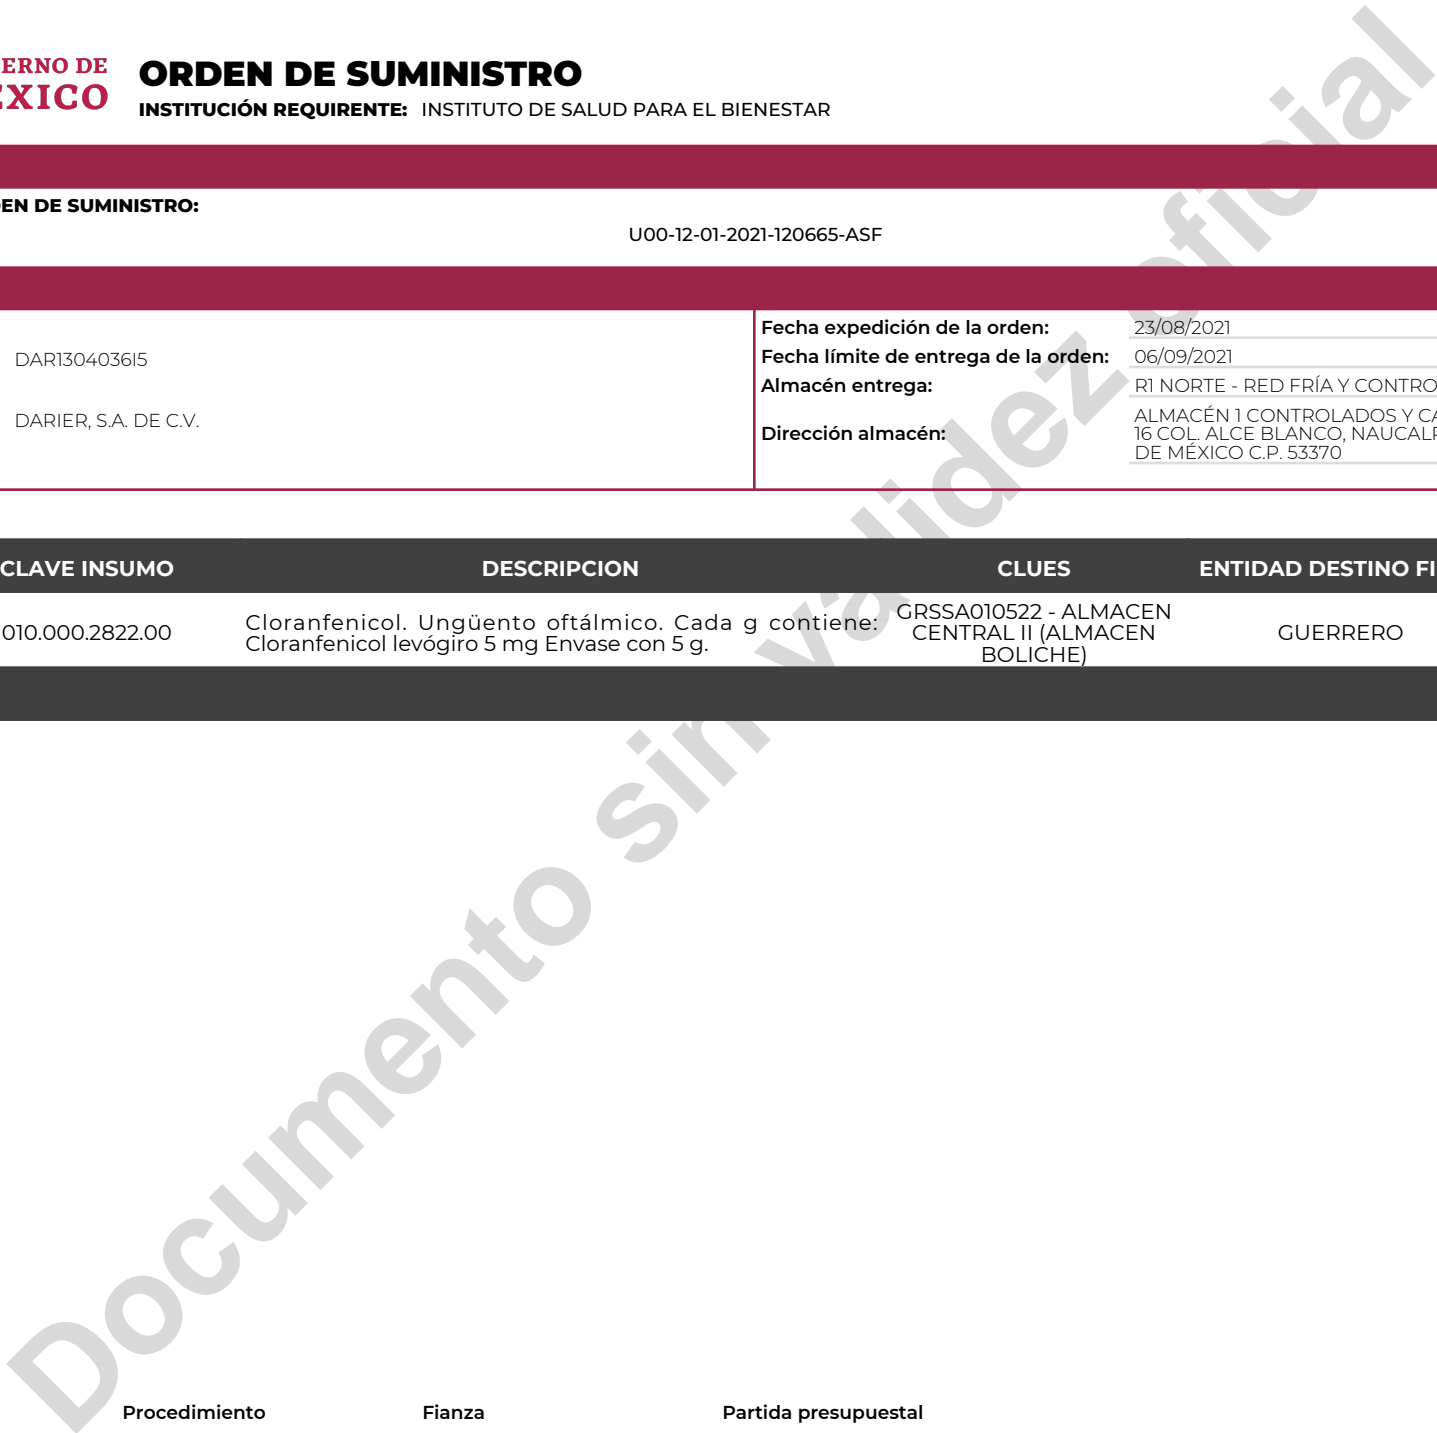 ERNO DE
ÉXICO
ORDEN DE SUMINISTRO
INSTITUCIÓN REQUIRENTE: INSTITUTO DE SALUD PARA EL BIENESTAR
EN DE SUMINISTRO:
U00-12-01-2021-120665-ASF
DAR1304036I5
DARIER, S.A. DE C.V.
Fecha expedición de la orden: 23/08/2021
Fecha límite de entrega de la orden: 06/09/2021
Almacén entrega: R1 NORTE - RED FRÍA Y CONTRO
Dirección almacén: ALMACÉN 1 CONTROLADOS Y CA
16 COL. ALCE BLANCO, NAUCALP
DE MÉXICO C.P. 53370
CLAVE INSUMO DESCRIPCION CLUES ENTIDAD DESTINO FI
010.000.2822.00
Cloranfenicol. Ungüento oftálmico. Cada g contiene:
Cloranfenicol levógiro 5 mg Envase con 5 g.
GRSSA010522 - ALMACEN
CENTRAL II (ALMACEN
BOLICHE)
GUERRERO
Documento sin validez oficial
Procedimiento Fianza Partida presupuestal